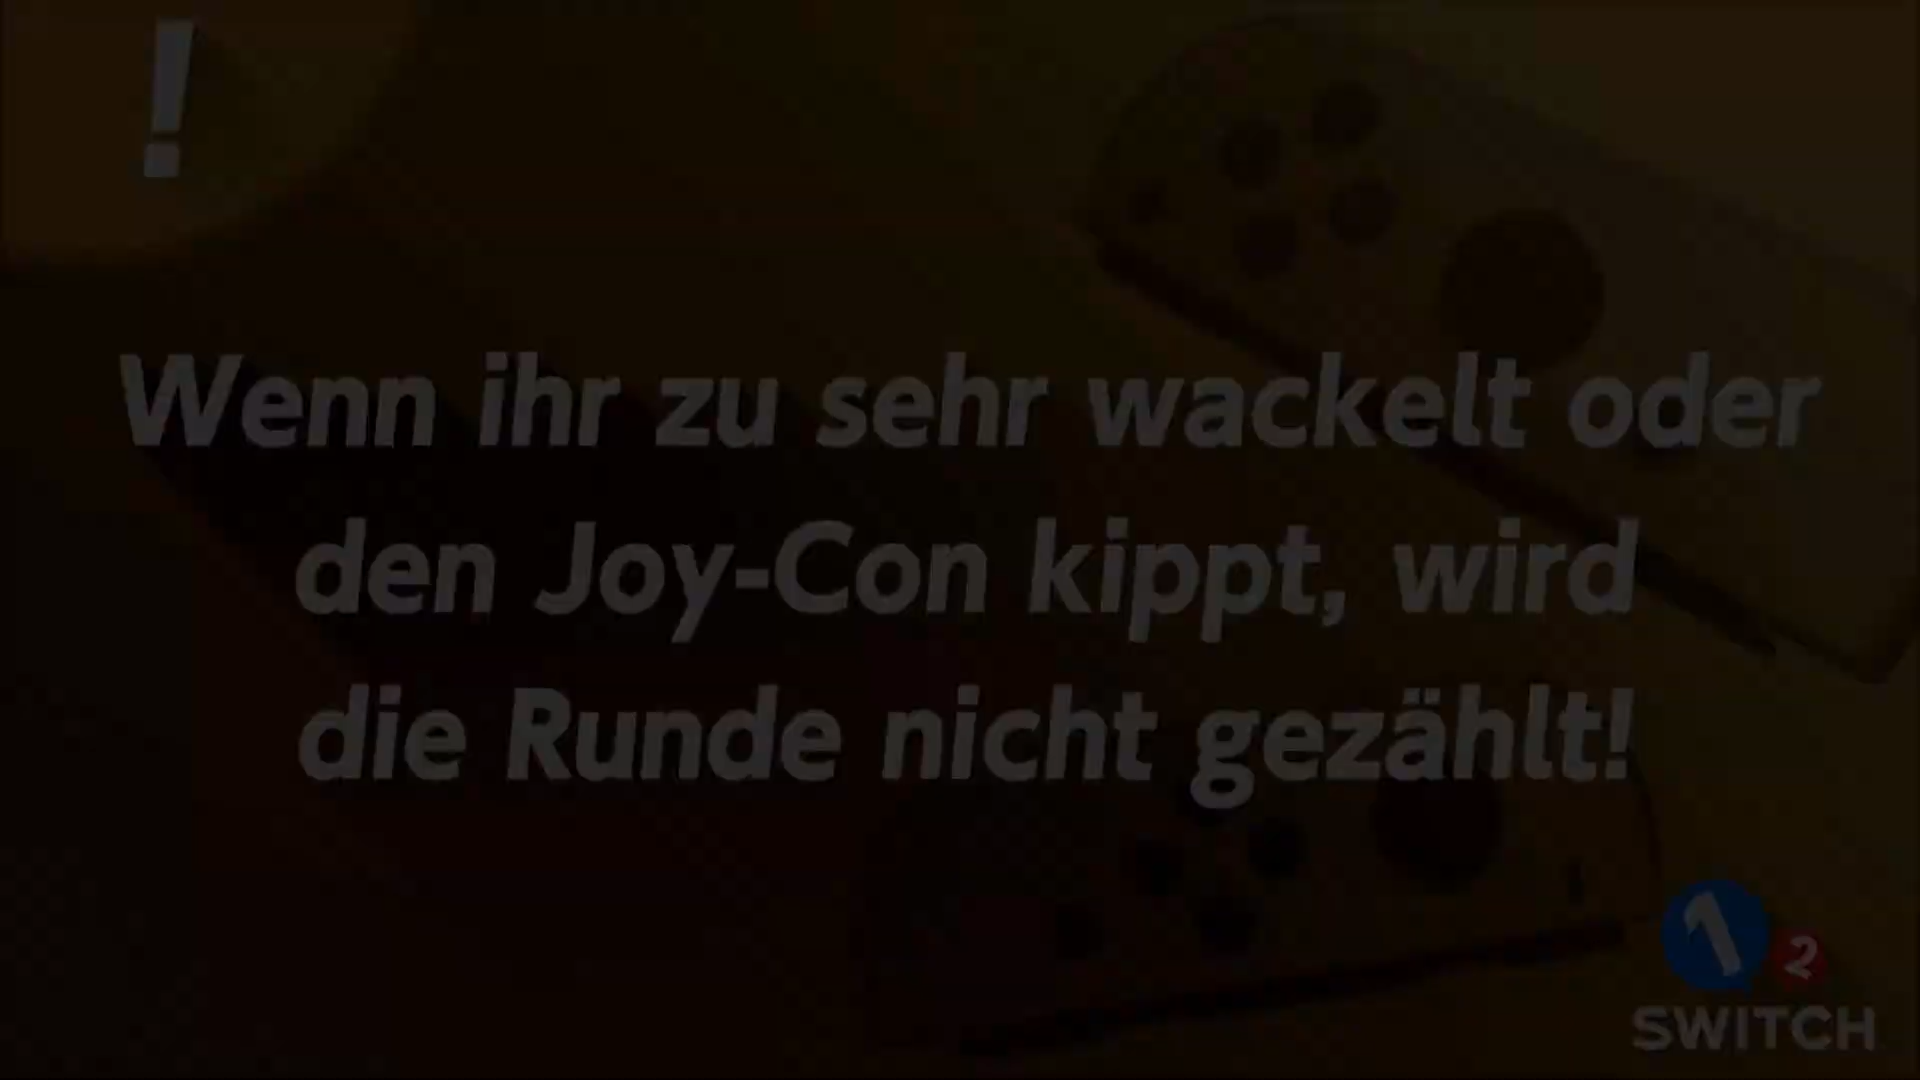 !
Wenn ihr zu sehr wackelt oder
den Joy-Con kippt, wird
die Runde nicht gezählt!
1 2
SWITCH